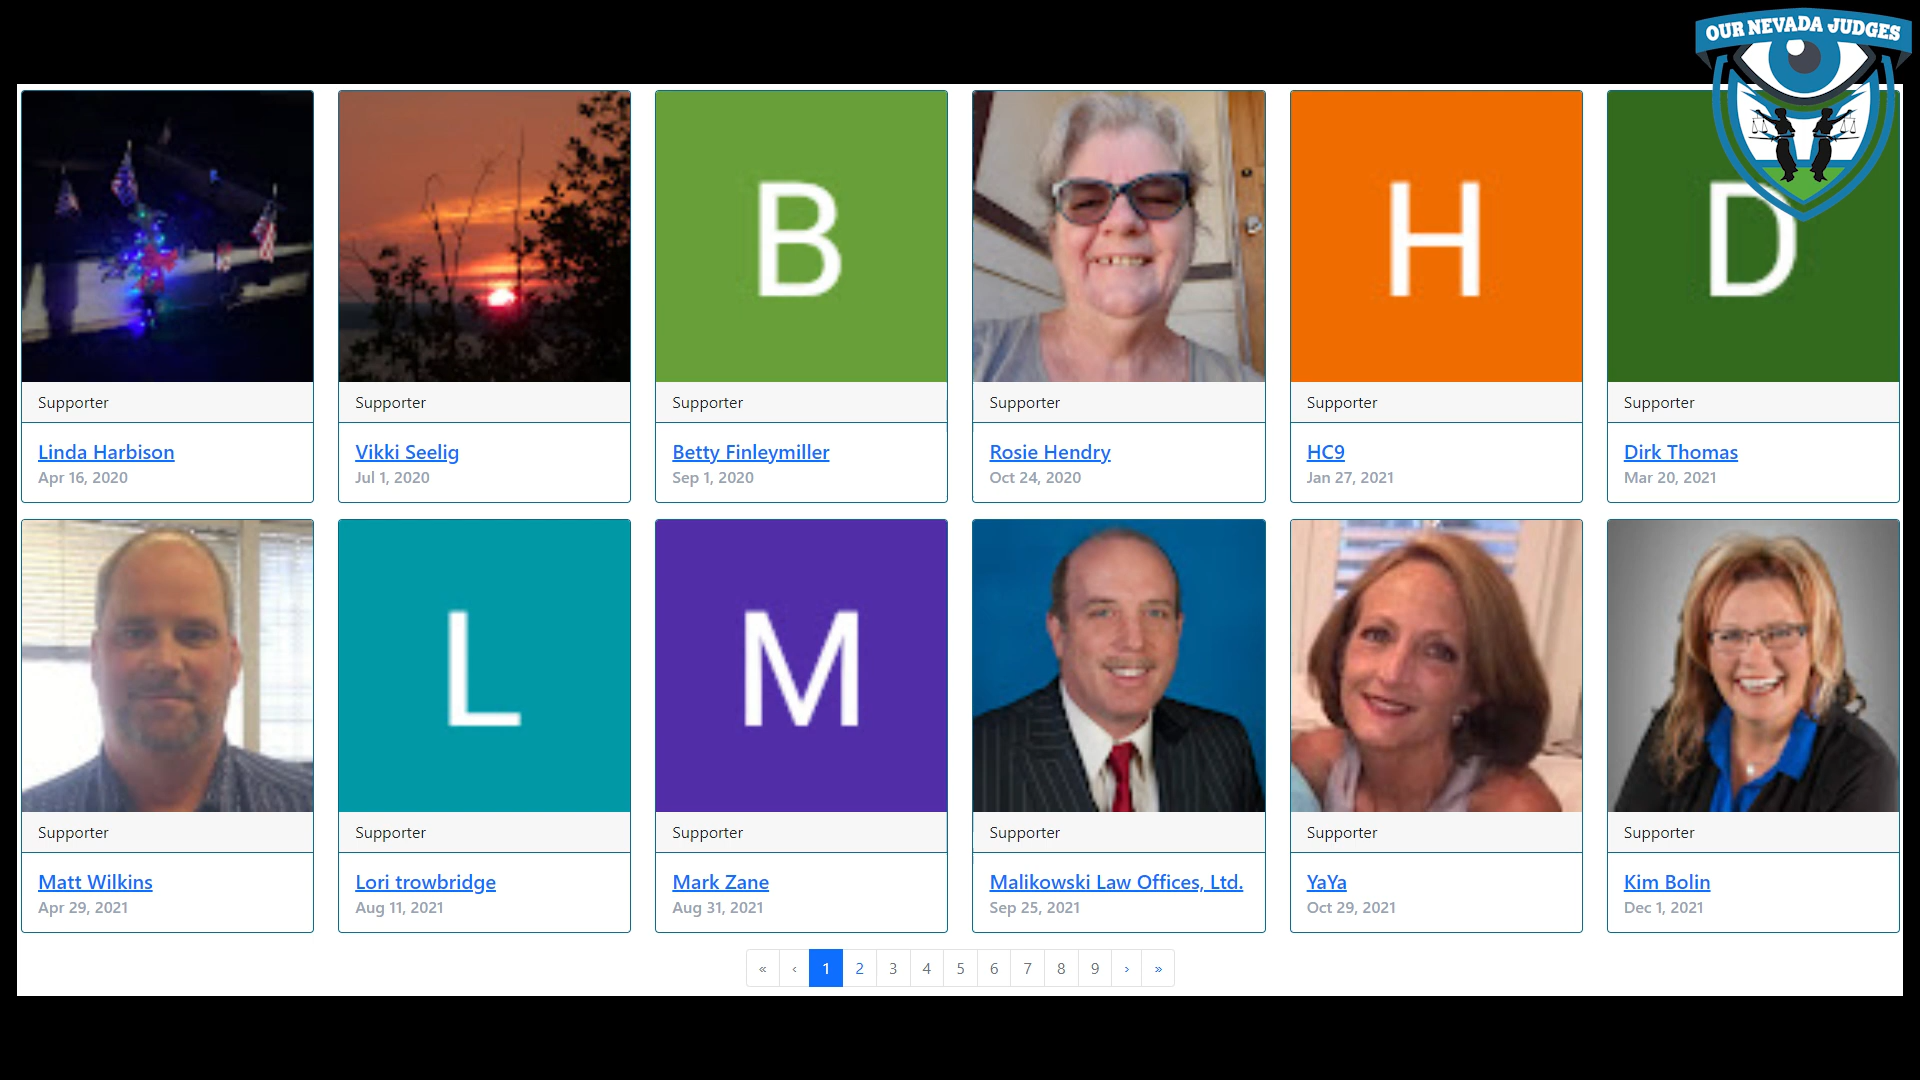 OUR NEVADA JUDGES
B
H
D
Supporter
Supporter
Supporter
Supporter
Supporter
Supporter
Linda Harbison
Vikki Seelig
Betty Finleymiller
Rosie Hendry
HC9
Dirk Thomas
Apr 16, 2020
Jul 1, 2020
Sep 1, 2020
Oct 24, 2020
Jan 27, 2021
Mar 20, 2021
L
M
Supporter
Supporter
Supporter
Supporter
Supporter
Supporter
Matt Wilkins
Lori trowbridge
Mark Zane
Malikowski Law Offices, Ltd.
YaYa
Kim Bolin
Apr 29, 2021
Aug 11, 2021
Aug 31, 2021
Sep 25, 2021
Oct 29, 2021
Dec 1, 2021
« ‹ 1 2 3 4 5 6 7 8 9 › »